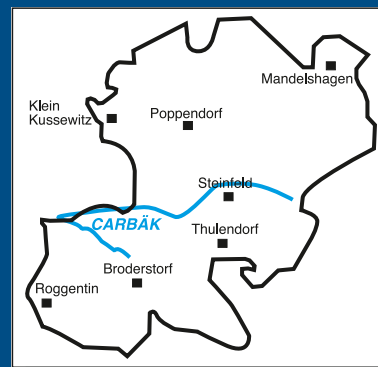 Mandelshagen
Klein
Kussewitz
Poppendorf
Steinfeld
CARBÄK
Thulendorf
Broderstorf
Roggentin